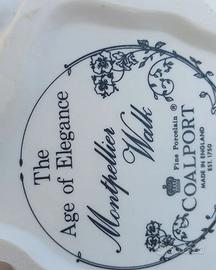 The
Age of Elegance
Montpellier
Walk
Fine Porcelain ®
COALPORT
MADE IN ENGLAND
EST. 1750